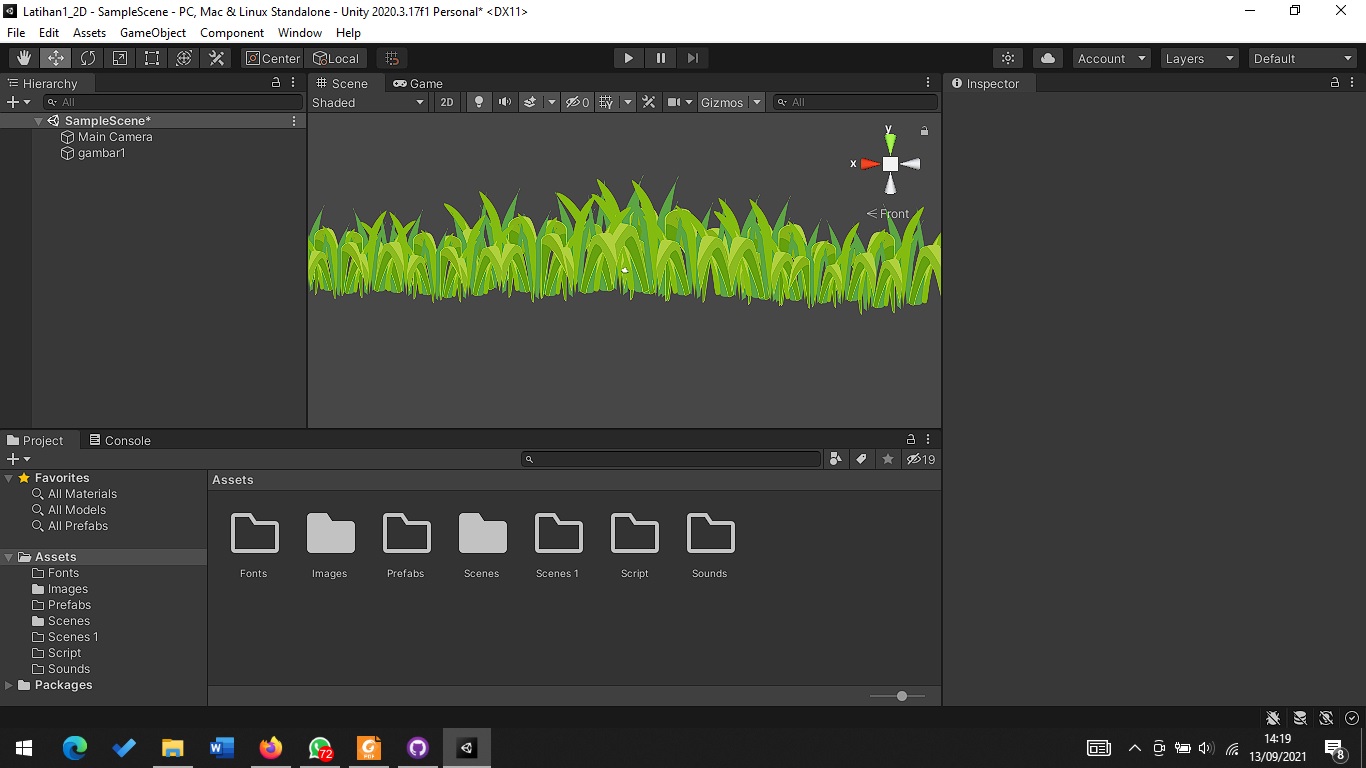 Latihan1_2D - SampleScene - PC, Mac & Linux Standalone - Unity 2020.3.17f1 Personal* <DX11>
File Edit Assets GameObject Component Window Help
Center Local Account Layers Default
Hierarchy
All
SampleScene*
Main Camera
gambar1
Scene Game
Shaded 2D 0 Gizmos All
y
x
Front
Inspector
Project Console
19
Favorites
All Materials
All Models
All Prefabs
Assets
Fonts
Images
Prefabs
Scenes
Scenes 1
Script
Sounds
Packages
Assets
Fonts Images Prefabs Scenes Scenes 1 Script Sounds
W 72 PDF
14:19
13/09/2021
8